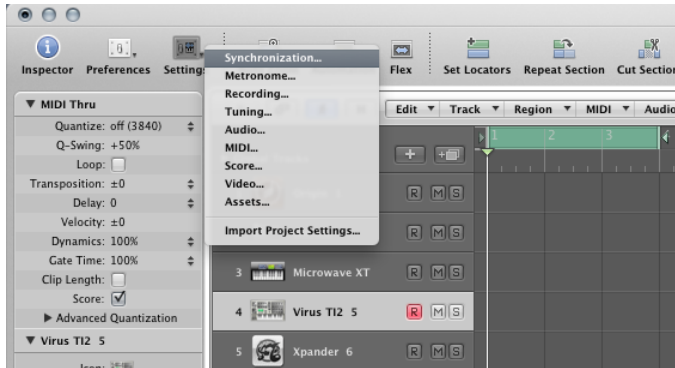 Inspector Preferences Settings Flex Set Locators Repeat Section Cut Section
Synchronization...
Metronome...
Recording...
Tuning...
Audio...
MIDI...
Score...
Video...
Assets...
Import Project Settings...
Edit Track Region MIDI Audio
1 2 3
MIDI Thru
Quantize: off (3840)
Q-Swing: +50%
Loop:
Transposition: ±0
Delay: 0
Velocity: ±0
Dynamics: 100%
Gate Time: 100%
Clip Length:
Score:
Advanced Quantization
Virus TI2 5
R M S
R M S
3 Microwave XT R M S
4 Virus TI2 5 R M S
5 Xpander 6 R M S